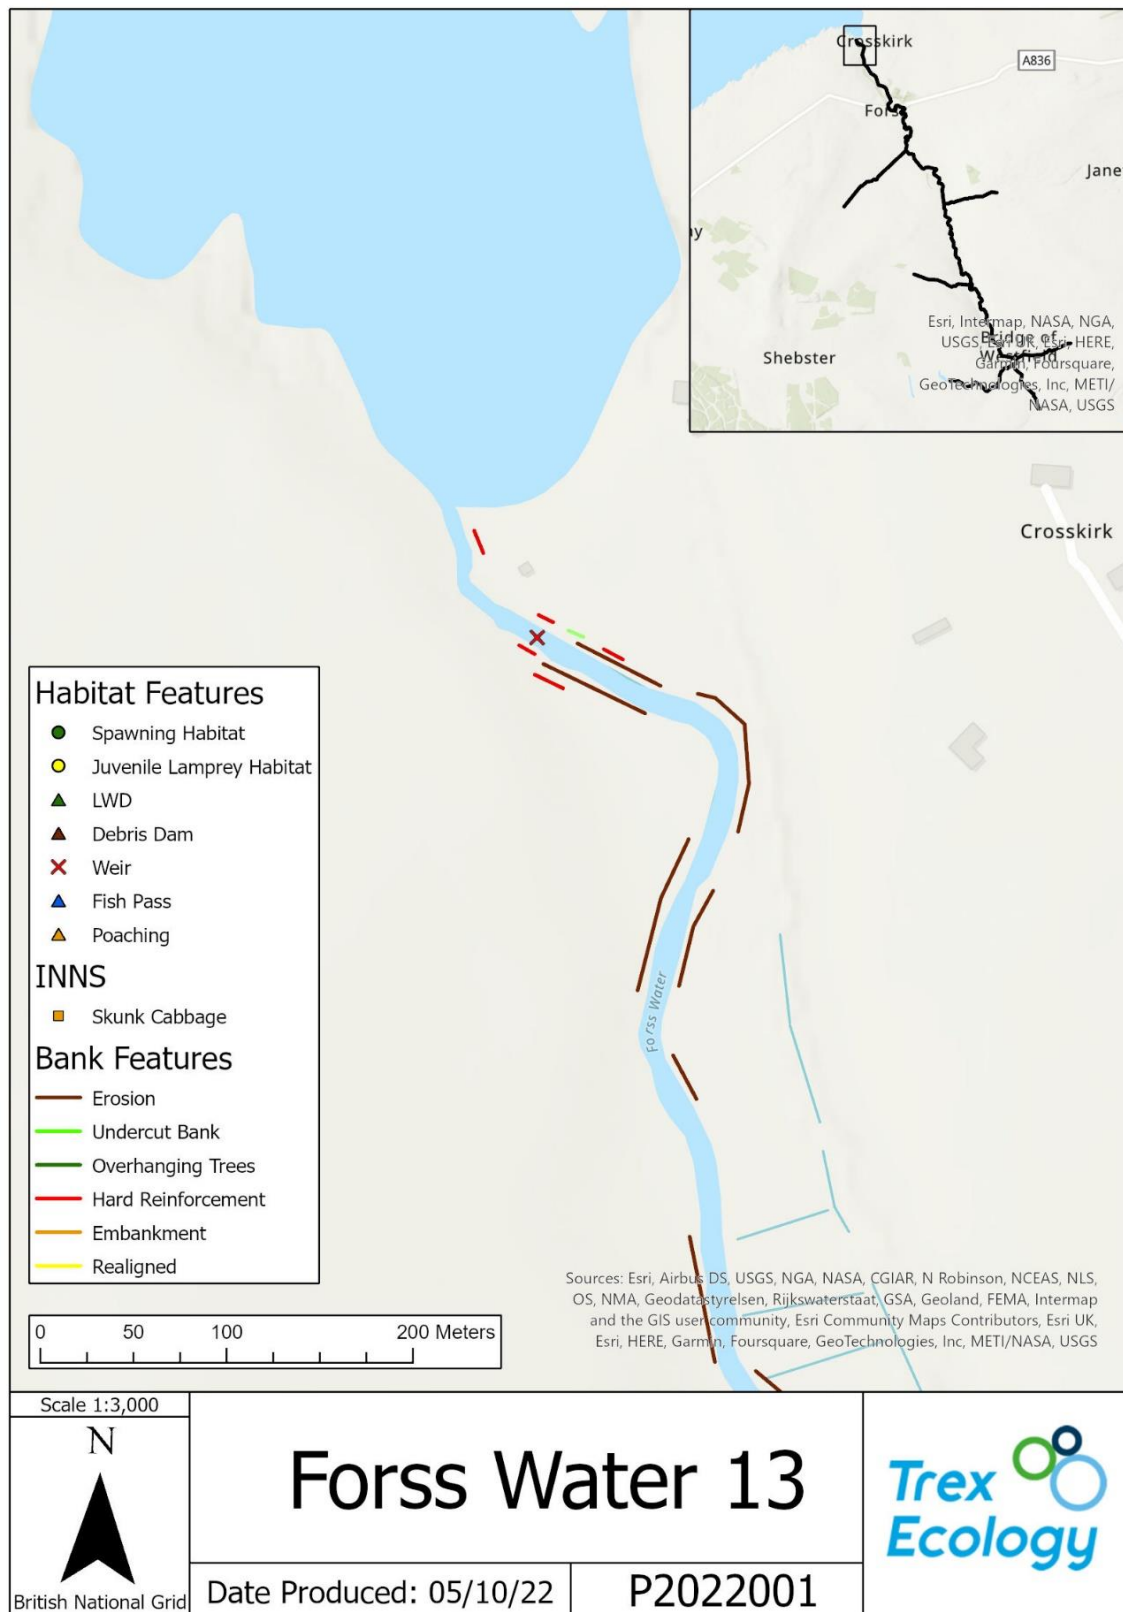 Crosskirk
A836
Forss
Jane
y
Shebster
Bridge of
Westfield
Esri, Intermap, NASA, NGA,
USGS, Esri UK, Esri, HERE,
Garmin, Foursquare,
GeoTechnologies, Inc, METI/
NASA, USGS
Crosskirk
Forss Water
Habitat Features
Spawning Habitat
Juvenile Lamprey Habitat
LWD
Debris Dam
Weir
Fish Pass
Poaching
INNS
Skunk Cabbage
Bank Features
Erosion
Undercut Bank
Overhanging Trees
Hard Reinforcement
Embankment
Realigned
Sources: Esri, Airbus DS, USGS, NGA, NASA, CGIAR, N Robinson, NCEAS, NLS,
OS, NMA, Geodatastyrelsen, Rijkswaterstaat, GSA, Geoland, FEMA, Intermap
and the GIS user community, Esri Community Maps Contributors, Esri UK,
Esri, HERE, Garmin, Foursquare, GeoTechnologies, Inc, METI/NASA, USGS
0 50 100 200 Meters
Scale 1:3,000
N
British National Grid
Forss Water 13
Date Produced: 05/10/22
P2022001
Trex
Ecology